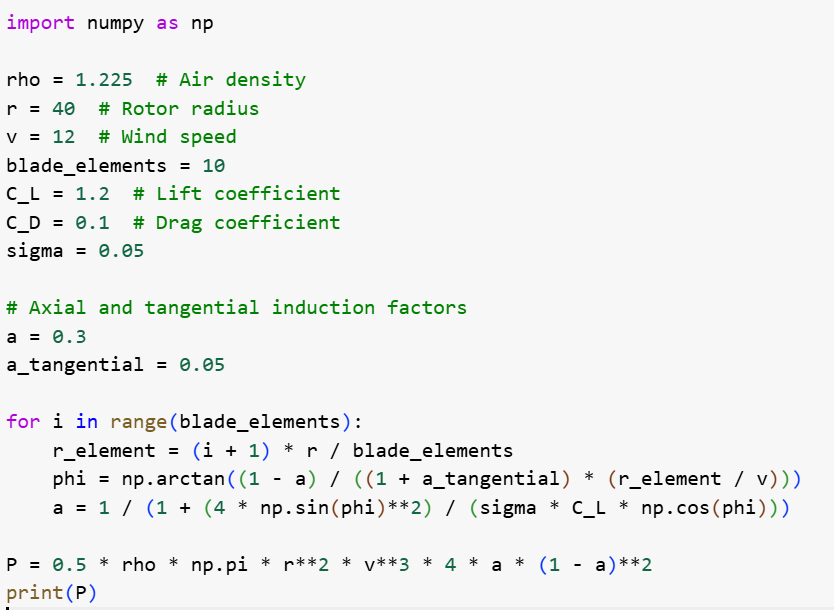 import numpy as np
rho = 1.225  # Air density
r = 40  # Rotor radius
v = 12  # Wind speed
blade_elements = 10
C_L = 1.2  # Lift coefficient
C_D = 0.1  # Drag coefficient
sigma = 0.05
# Axial and tangential induction factors
a = 0.3
a_tangential = 0.05
for i in range(blade_elements):
    r_element = (i + 1) * r / blade_elements
    phi = np.arctan((1 - a) / ((1 + a_tangential) * (r_element / v)))
    a = 1 / (1 + (4 * np.sin(phi)**2) / (sigma * C_L * np.cos(phi)))
P = 0.5 * rho * np.pi * r**2 * v**3 * 4 * a * (1 - a)**2
print(P)